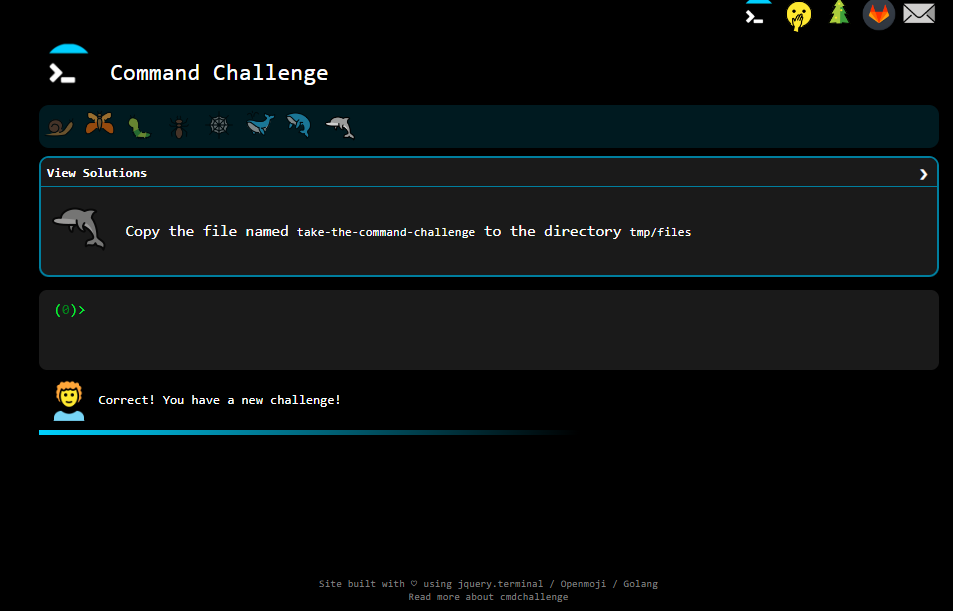 Command Challenge
View Solutions
Copy the file named take-the-command-challenge to the directory tmp/files
(0)>
Correct! You have a new challenge!
Site built with ♡ using jquery.terminal / Openmoji / Golang
Read more about cmdchallenge